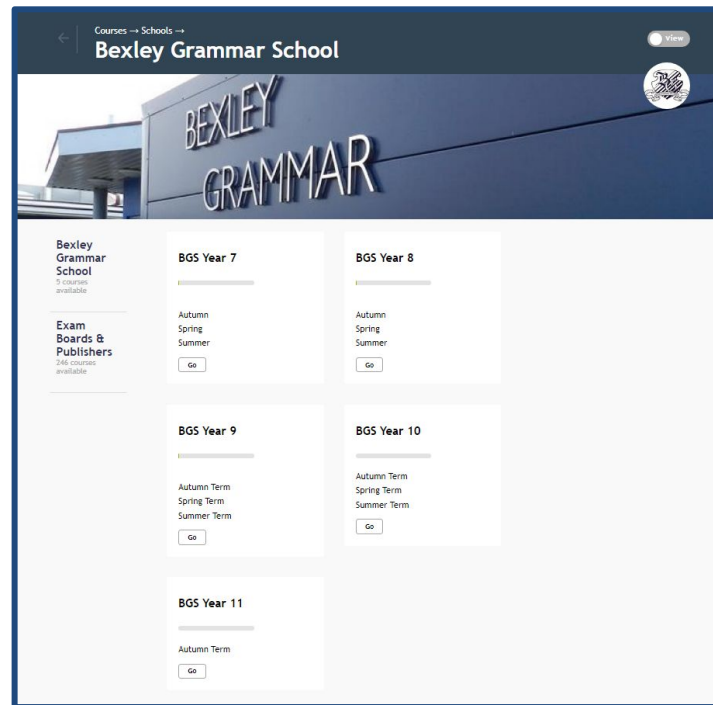 Courses → Schools →
Bexley Grammar School
View
BEXLEY
GRAMMAR
Bexley
Grammar
School
5 courses
available
Exam
Boards &
Publishers
246 courses
available
BGS Year 7
Autumn
Spring
Summer
Go
BGS Year 8
Autumn
Spring
Summer
Go
BGS Year 9
Autumn Term
Spring Term
Summer Term
Go
BGS Year 10
Autumn Term
Spring Term
Summer Term
Go
BGS Year 11
Autumn Term
Go